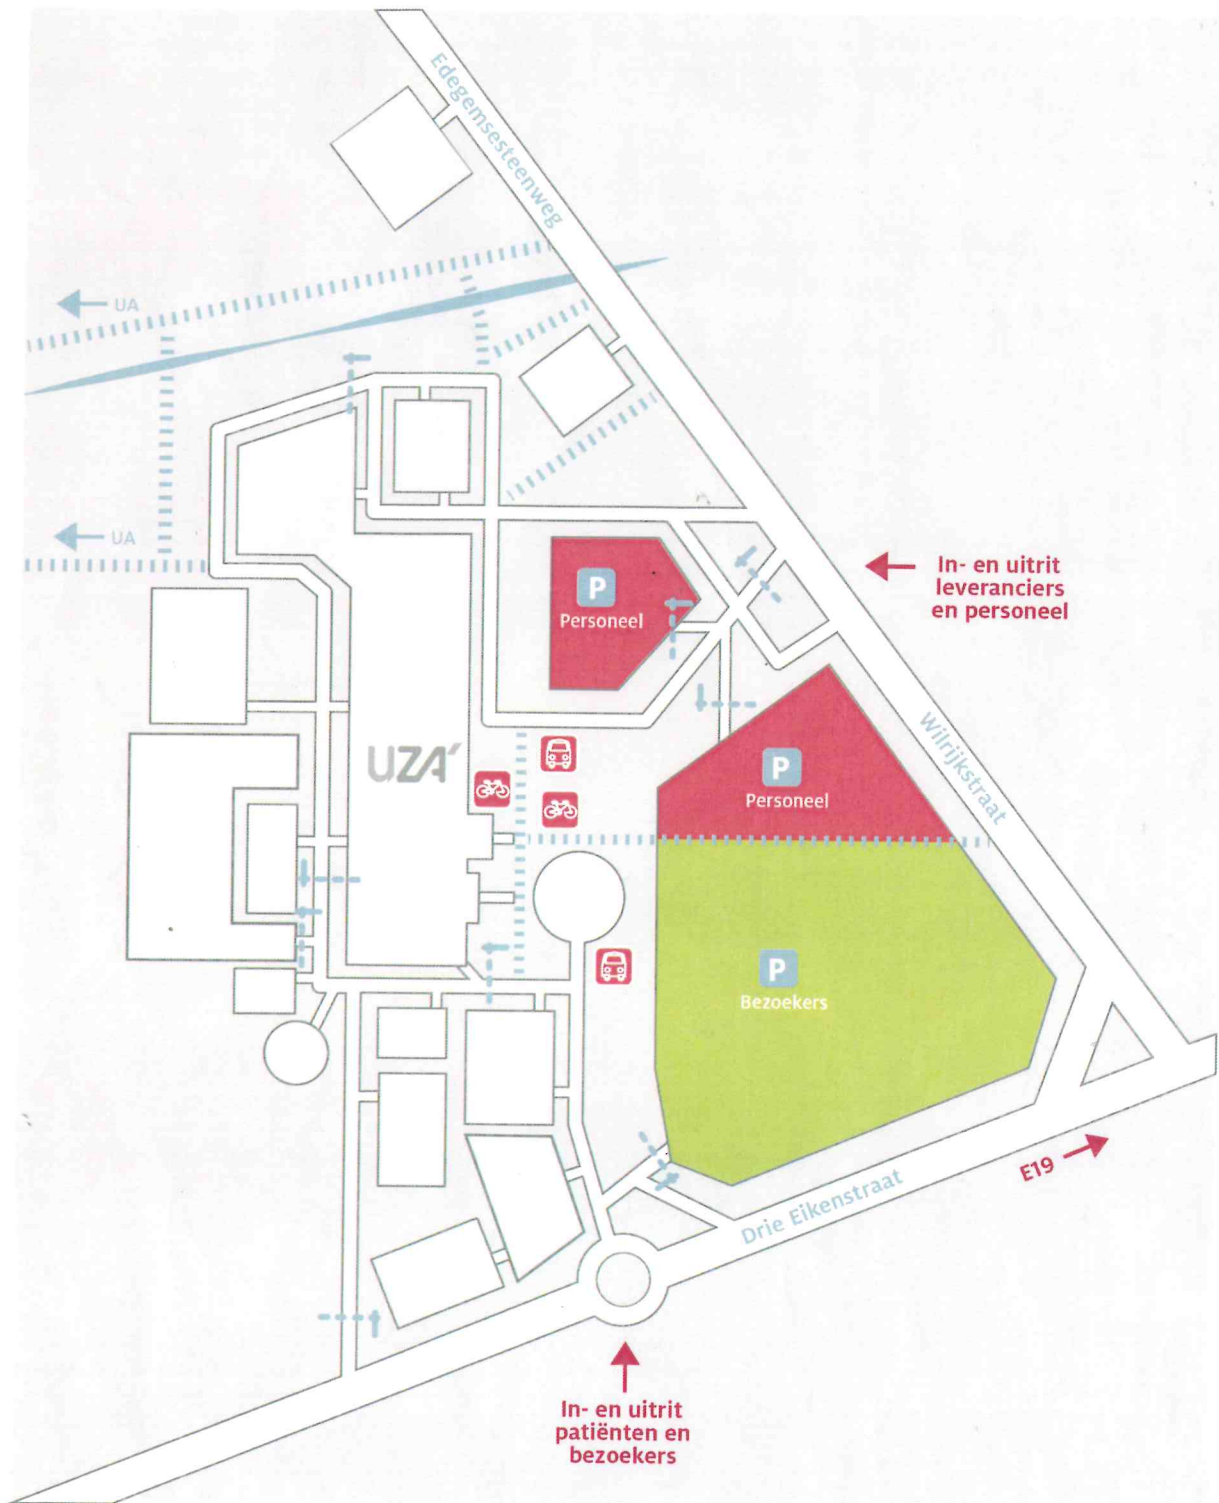 Edegemsesteenweg
UA
UA
In- en uitrit
leveranciers
en personeel
P
Personeel
Wilrijkstraat
UZA
P
Personeel
P
Bezoekers
E19
Drie Eikenstraat
In- en uitrit
patiënten en
bezoekers